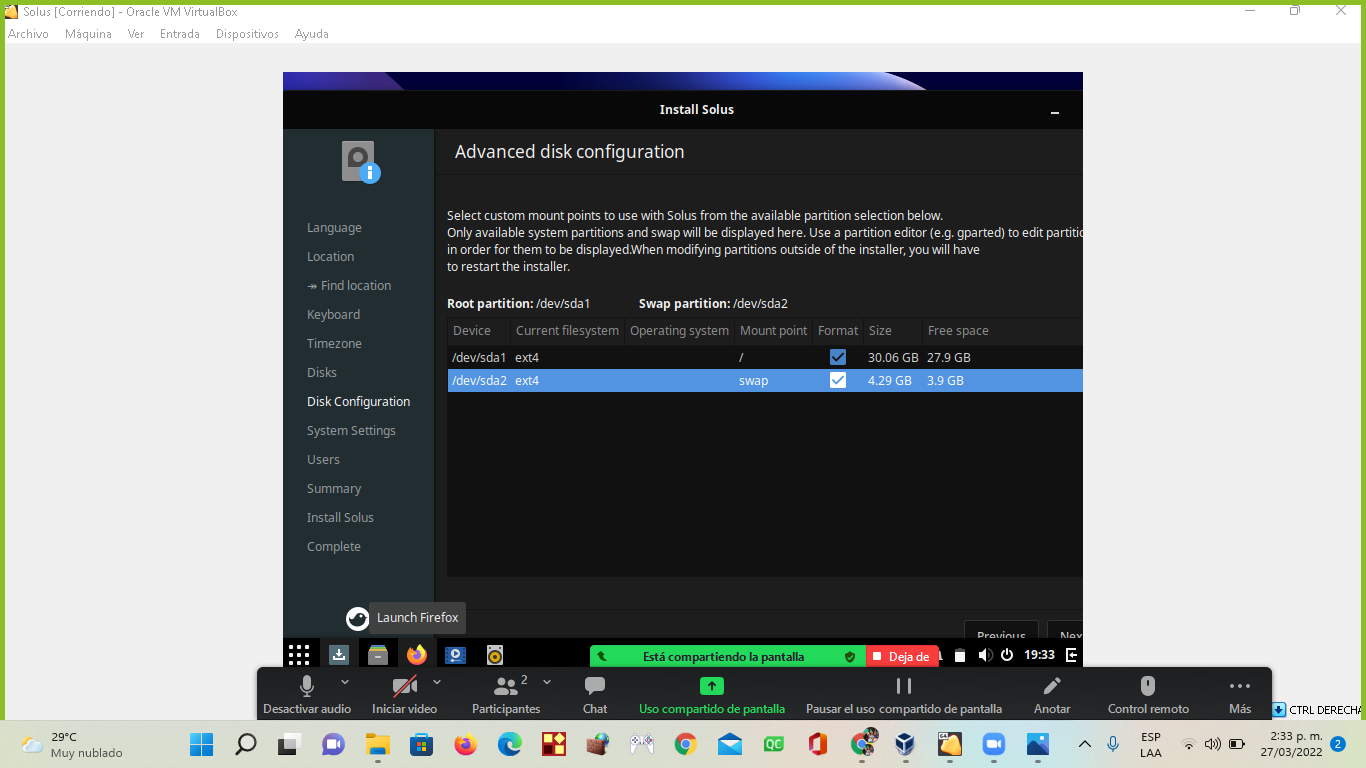 Solus [Corriendo] - Oracle VM VirtualBox
Archivo Máquina Ver Entrada Dispositivos Ayuda
Install Solus
Advanced disk configuration
Language
Location
↠ Find location
Keyboard
Timezone
Disks
Disk Configuration
System Settings
Users
Summary
Install Solus
Complete
Select custom mount points to use with Solus from the available partition selection below.
Only available system partitions and swap will be displayed here. Use a partition editor (e.g. gparted) to edit partitic
in order for them to be displayed.When modifying partitions outside of the installer, you will have
to restart the installer.
Root partition: /dev/sda1 Swap partition: /dev/sda2
Device Current filesystem Operating system Mount point Format Size Free space
/dev/sda1 ext4 / 30.06 GB 27.9 GB
/dev/sda2 ext4 swap 4.29 GB 3.9 GB
Launch Firefox
Previous Nex
Está compartiendo la pantalla Deja de
19:33
2
Desactivar audio Iniciar video Participantes Chat Uso compartido de pantalla Pausar el uso compartido de pantalla Anotar Control remoto Más
CTRL DERECHA
29°C
Muy nublado
QC
ESP
LAA
2:33 p. m.
27/03/2022
2